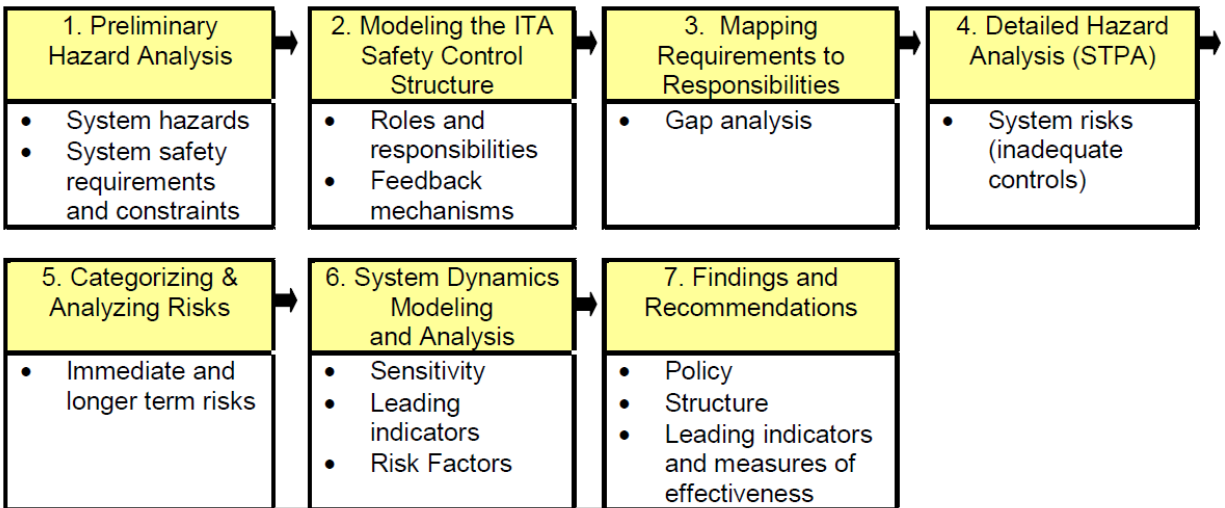 1. Preliminary
Hazard Analysis
• System hazards
• System safety
requirements
and constraints
2. Modeling the ITA
Safety Control
Structure
• Roles and
responsibilities
• Feedback
mechanisms
3. Mapping
Requirements to
Responsibilities
• Gap analysis
4. Detailed Hazard
Analysis (STPA)
• System risks
(inadequate
controls)
5. Categorizing &
Analyzing Risks
• Immediate and
longer term risks
6. System Dynamics
Modeling
and Analysis
• Sensitivity
• Leading
indicators
• Risk Factors
7. Findings and
Recommendations
• Policy
• Structure
• Leading indicators
and measures of
effectiveness